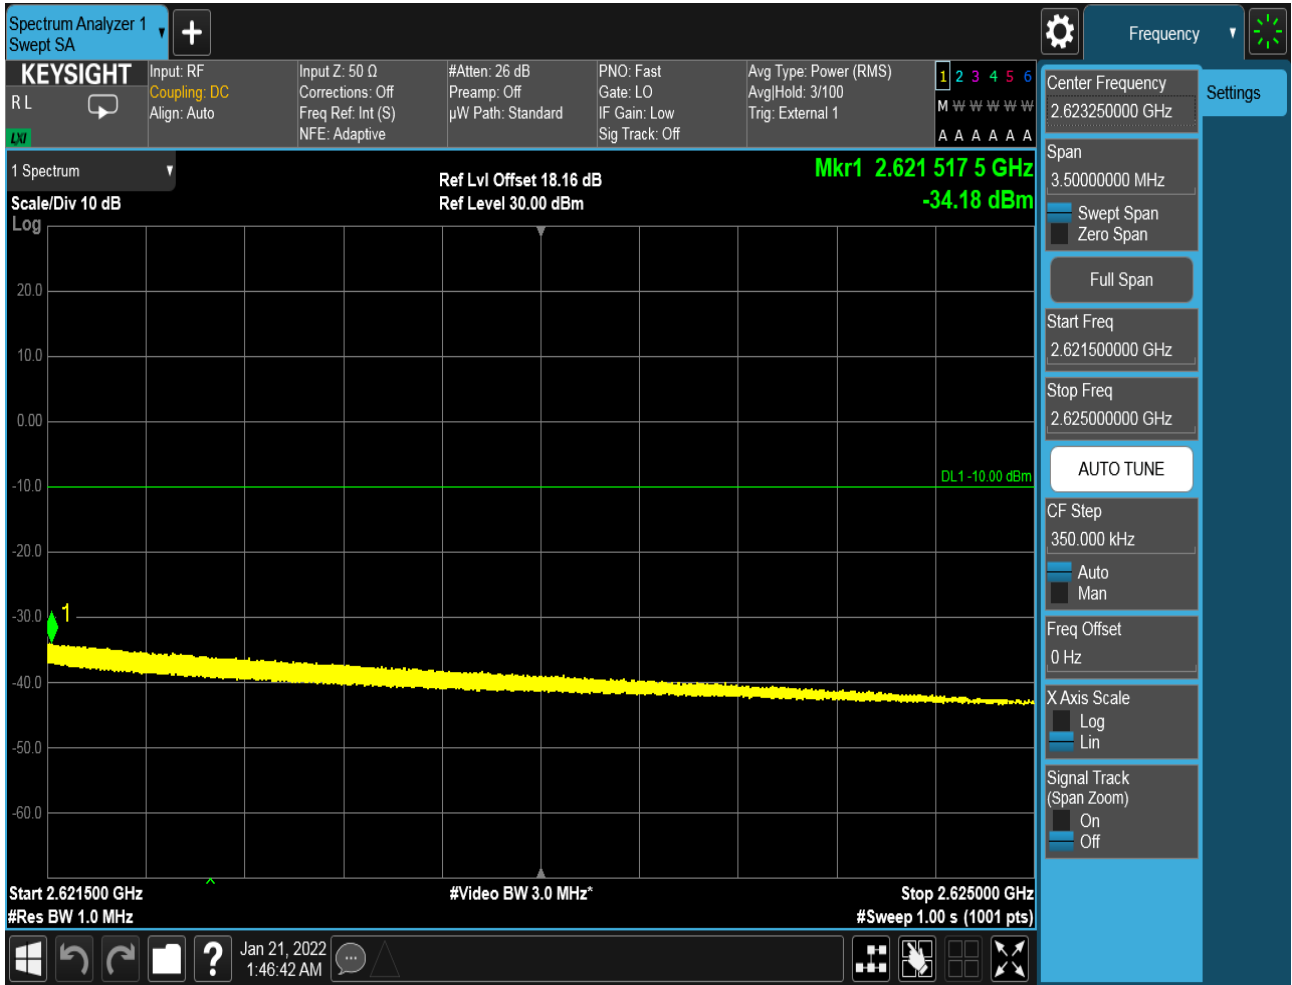 Spectrum Analyzer 1
Swept SA
Frequency
KEYSIGHT
R L
LXI
Input: RF
Coupling: DC
Align: Auto
Input Z: 50 Ω
Corrections: Off
Freq Ref: Int (S)
NFE: Adaptive
#Atten: 26 dB
Preamp: Off
µW Path: Standard
PNO: Fast
Gate: LO
IF Gain: Low
Sig Track: Off
Avg Type: Power (RMS)
Avg|Hold: 3/100
Trig: External 1
1 2 3 4 5 6
M W W W W W
A A A A A A
1 Spectrum
Scale/Div 10 dB
Log
Ref Lvl Offset 18.16 dB
Ref Level 30.00 dBm
Mkr1 2.621 517 5 GHz
-34.18 dBm
20.0
10.0
0.00
-10.0
-20.0
-30.0
-40.0
-50.0
-60.0
DL1 -10.00 dBm
1
Start 2.621500 GHz
#Res BW 1.0 MHz
#Video BW 3.0 MHz*
Stop 2.625000 GHz
#Sweep 1.00 s (1001 pts)
Jan 21, 2022
1:46:42 AM
Settings
Center Frequency
2.623250000 GHz
Span
3.50000000 MHz
Swept Span
Zero Span
Full Span
Start Freq
2.621500000 GHz
Stop Freq
2.625000000 GHz
AUTO TUNE
CF Step
350.000 kHz
Auto
Man
Freq Offset
0 Hz
X Axis Scale
Log
Lin
Signal Track
(Span Zoom)
On
Off